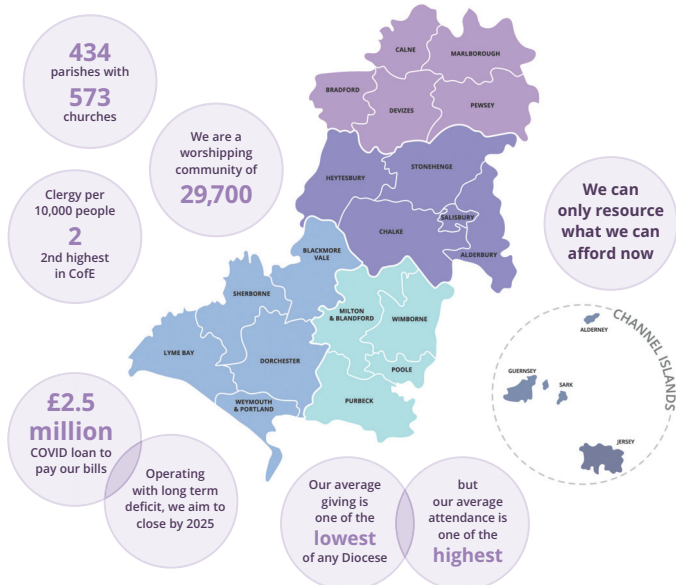 434
parishes with
573
churches
We are a
worshipping
community of
29,700
Clergy per
10,000 people
2
2nd highest
in CofE
£2.5
million
COVID loan to
pay our bills
Operating
with long term
deficit, we aim to
close by 2025
Our average
giving is
one of the
lowest
of any Diocese
but
our average
attendance is
one of the
highest
We can
only resource
what we can
afford now
CALNE
MARLBOROUGH
BRADFORD
DEVIZES
PEWSEY
HEYTESBURY
STONEHENGE
SALISBURY
CHALKE
ALDERBURY
BLACKMORE
VALE
SHERBORNE
MILTON
& BLANDFORD
WIMBORNE
LYME BAY
DORCHESTER
POOLE
WEYMOUTH
& PORTLAND
PURBECK
CHANNEL ISLANDS
ALDERNEY
GUERNSEY
SARK
JERSEY